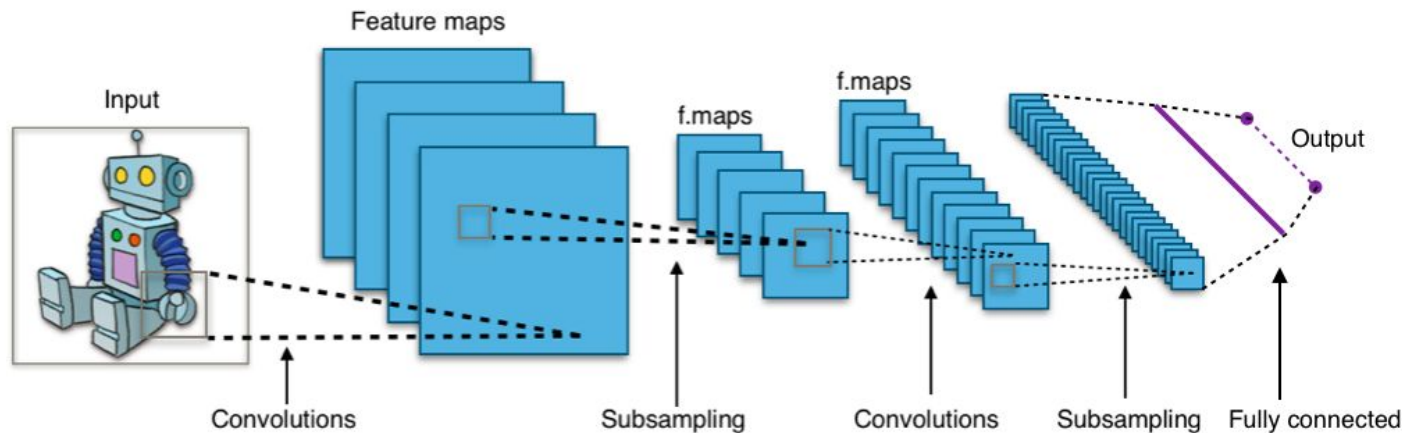 Feature maps
f.maps
Input
f.maps
Output
Convolutions
Subsampling
Convolutions
Subsampling
Fully connected